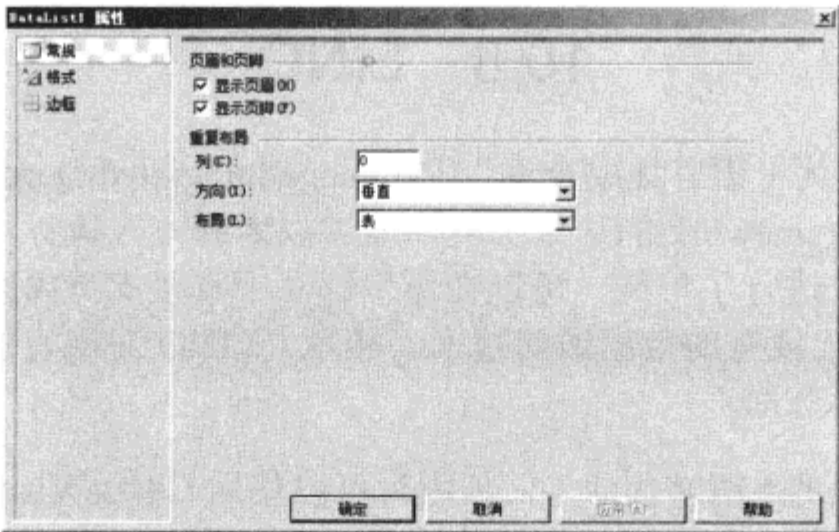 DataList1 属性
常规
格式
边框
页眉和页脚
显示页眉(H)
显示页脚(F)
重复布局
列(C):
0
方向(I):
垂直
布局(L):
表
确定
取消
应用(A)
帮助